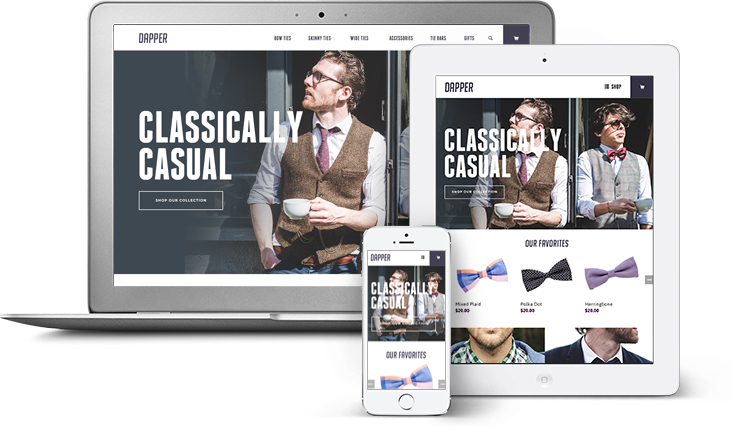 DAPPER
BOW TIES SKINNY TIES WIDE TIES ACCESSORIES TIE BARS GIFTS
CLASSICALLY
CASUAL
SHOP OUR COLLECTION
DAPPER
SHOP
CLASSICALLY
CASUAL
SHOP OUR COLLECTION
OUR FAVORITES
Mixed Plaid Polka Dot Herringbone
$20.00 $20.00 $20.00
DAPPER
CLASSICALLY
CASUAL
OUR FAVORITES